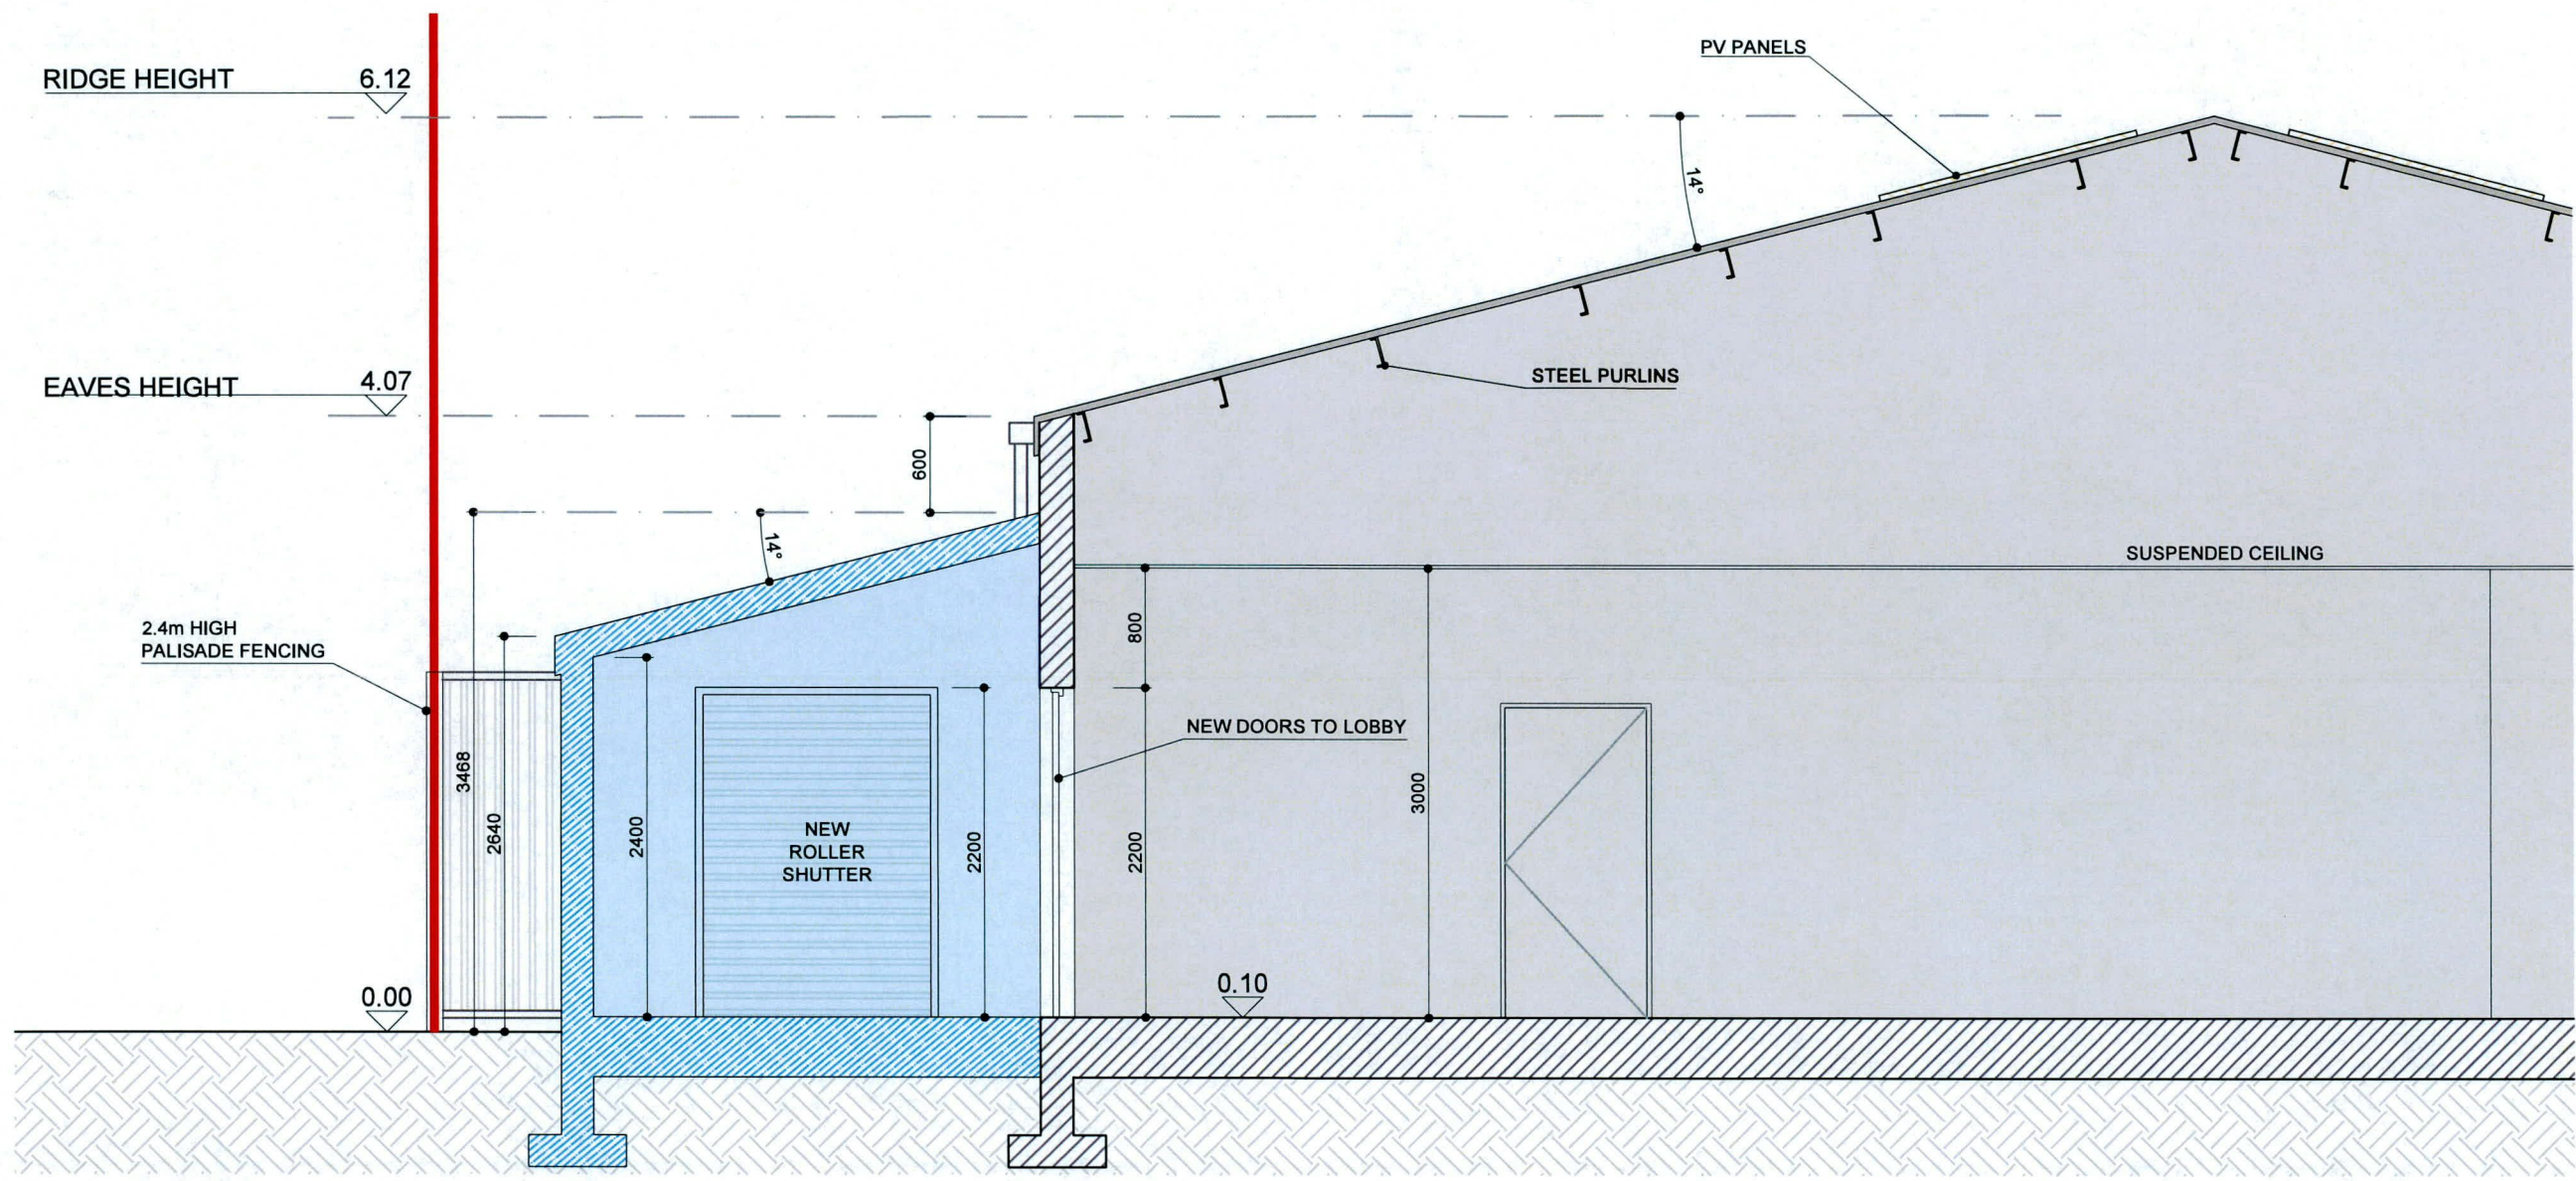 PV PANELS
RIDGE HEIGHT 6.12
14°
EAVES HEIGHT 4.07
STEEL PURLINS
600
14°
SUSPENDED CEILING
2.4m HIGH
PALISADE FENCING
800
NEW DOORS TO LOBBY
3468
2640
2400
NEW
ROLLER
SHUTTER
2200
2200
3000
0.00
0.10